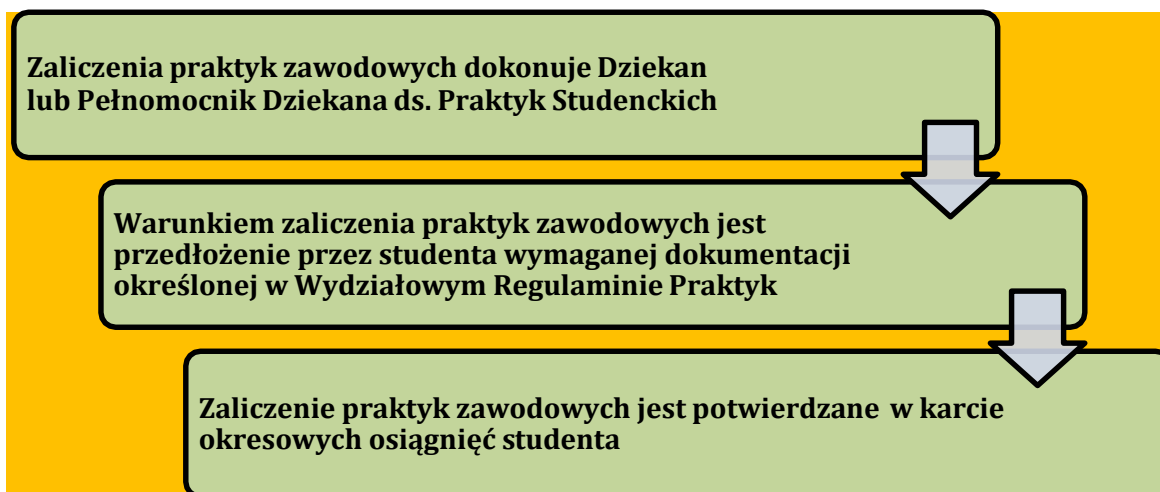 Zaliczenia praktyk zawodowych dokonuje Dziekan
lub Pełnomocnik Dziekana ds. Praktyk Studenckich
Warunkiem zaliczenia praktyk zawodowych jest
przedłożenie przez studenta wymaganej dokumentacji
określonej w Wydziałowym Regulaminie Praktyk
Zaliczenie praktyk zawodowych jest potwierdzane w karcie
okresowych osiągnięć studenta